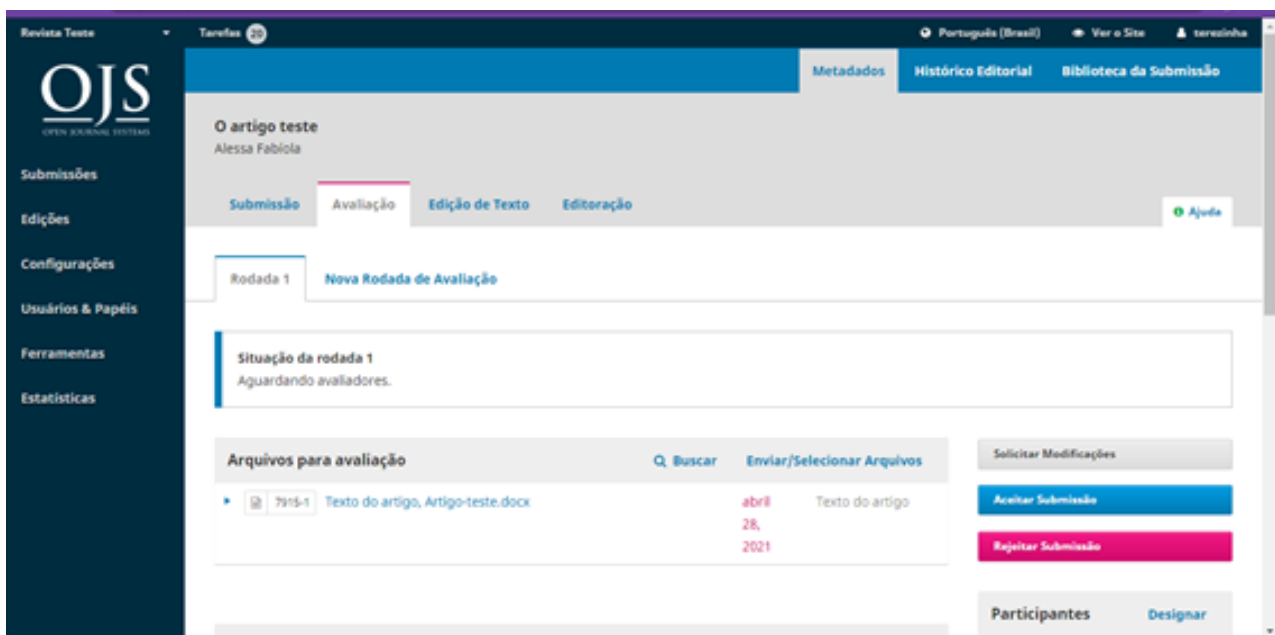 Revista Teste
Tarefas 20
Português (Brasil)
Ver o Site
terezinha
OJS
OPEN JOURNAL SYSTEMS
Metadados
Histórico Editorial
Biblioteca da Submissão
O artigo teste
Alessa Fabíola
Submissões
Edições
Configurações
Usuários & Papéis
Ferramentas
Estatísticas
Submissão
Avaliação
Edição de Texto
Editoração
Ajuda
Rodada 1
Nova Rodada de Avaliação
Situação da rodada 1
Aguardando avaliadores.
Arquivos para avaliação
Buscar
Enviar/Selecionar Arquivos
7915-1
Texto do artigo, Artigo-teste.docx
abril
28,
2021
Texto do artigo
Solicitar Modificações
Aceitar Submissão
Rejeitar Submissão
Participantes
Designar